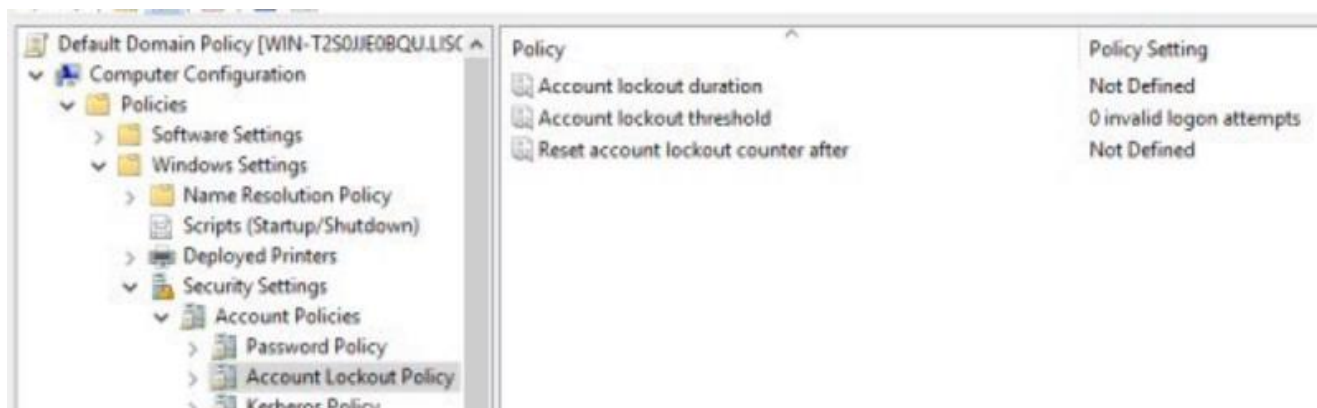 Default Domain Policy [WIN-T2S0JJE0BQU.LISC
Computer Configuration
Policies
Software Settings
Windows Settings
Name Resolution Policy
Scripts (Startup/Shutdown)
Deployed Printers
Security Settings
Account Policies
Password Policy
Account Lockout Policy
Kerberos Policy
Policy Policy Setting
Account lockout duration Not Defined
Account lockout threshold 0 invalid logon attempts
Reset account lockout counter after Not Defined